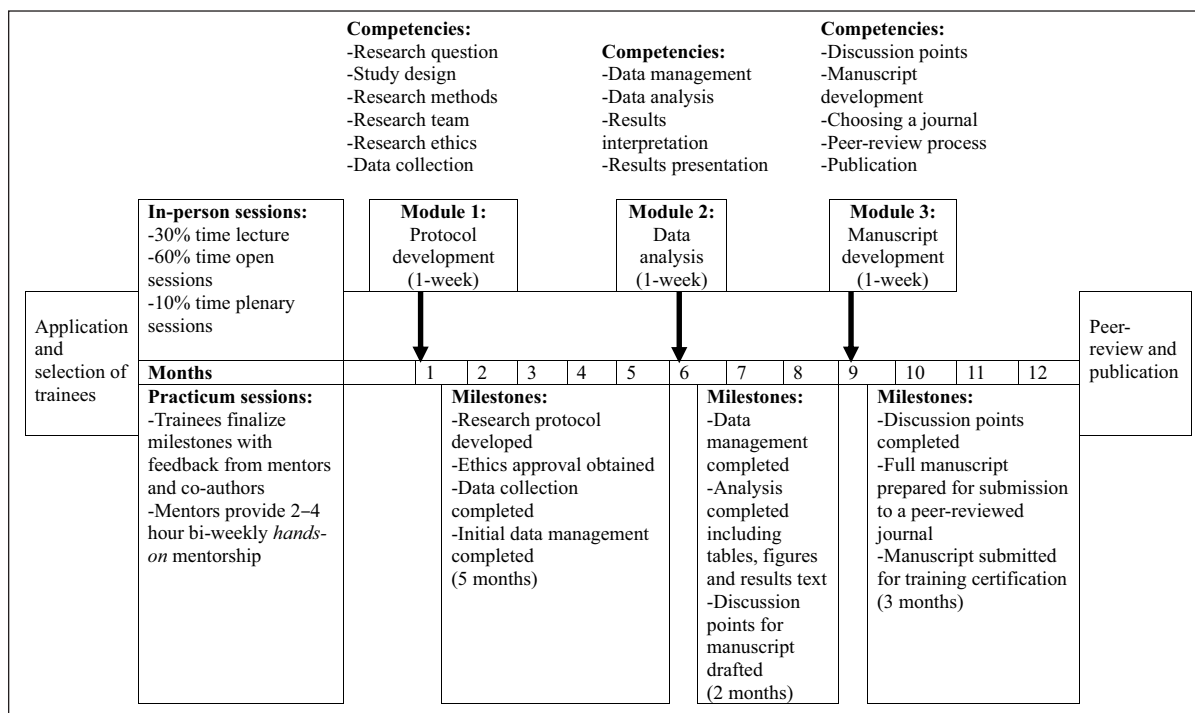 Competencies:
-Research question
-Study design
-Research methods
-Research team
-Research ethics
-Data collection
Competencies:
-Data management
-Data analysis
-Results
interpretation
-Results presentation
Competencies:
-Discussion points
-Manuscript
development
-Choosing a journal
-Peer-review process
-Publication
In-person sessions:
-30% time lecture
-60% time open
sessions
-10% time plenary
sessions
Module 1:
Protocol
development
(1-week)
Module 2:
Data
analysis
(1-week)
Module 3:
Manuscript
development
(1-week)
Application
and
selection of
trainees
Peer-
review and
publication
Months 1 2 3 4 5 6 7 8 9 10 11 12
Practicum sessions:
-Trainees finalize
milestones with
feedback from mentors
and co-authors
-Mentors provide 2–4
hour bi-weekly hands-
on mentorship
Milestones:
-Research protocol
developed
-Ethics approval obtained
-Data collection
completed
-Initial data management
completed
(5 months)
Milestones:
-Data
management
completed
-Analysis
completed
including
tables, figures
and results text
-Discussion
points for
manuscript
drafted
(2 months)
Milestones:
-Discussion points
completed
-Full manuscript
prepared for submission
to a peer-reviewed
journal
-Manuscript submitted
for training certification
(3 months)